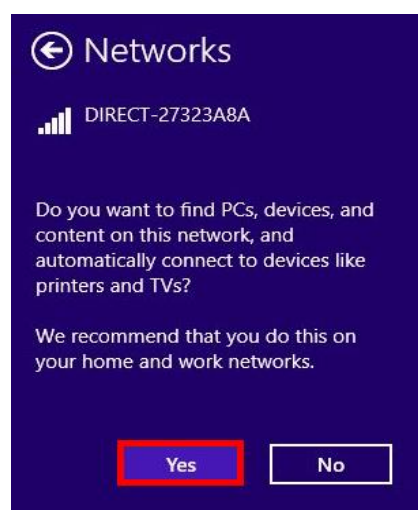 Networks
DIRECT-27323A8A
Do you want to find PCs, devices, and
content on this network, and
automatically connect to devices like
printers and TVs?
We recommend that you do this on
your home and work networks.
Yes No